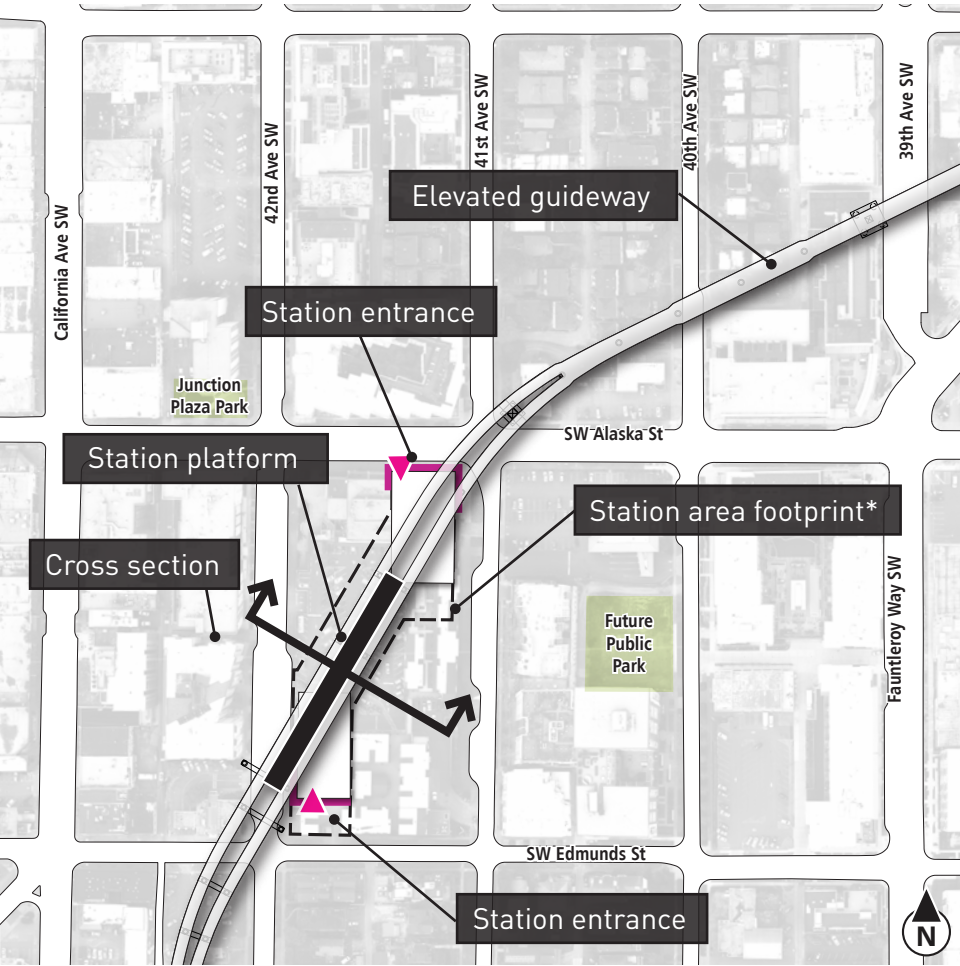 39th Ave SW
40th Ave SW
41st Ave SW
42nd Ave SW
California Ave SW
Elevated guideway
Station entrance
Junction
Plaza Park
SW Alaska St
Station platform
Station area footprint*
Cross section
Future
Public
Park
Fauntleroy Way SW
SW Edmunds St
Station entrance
N